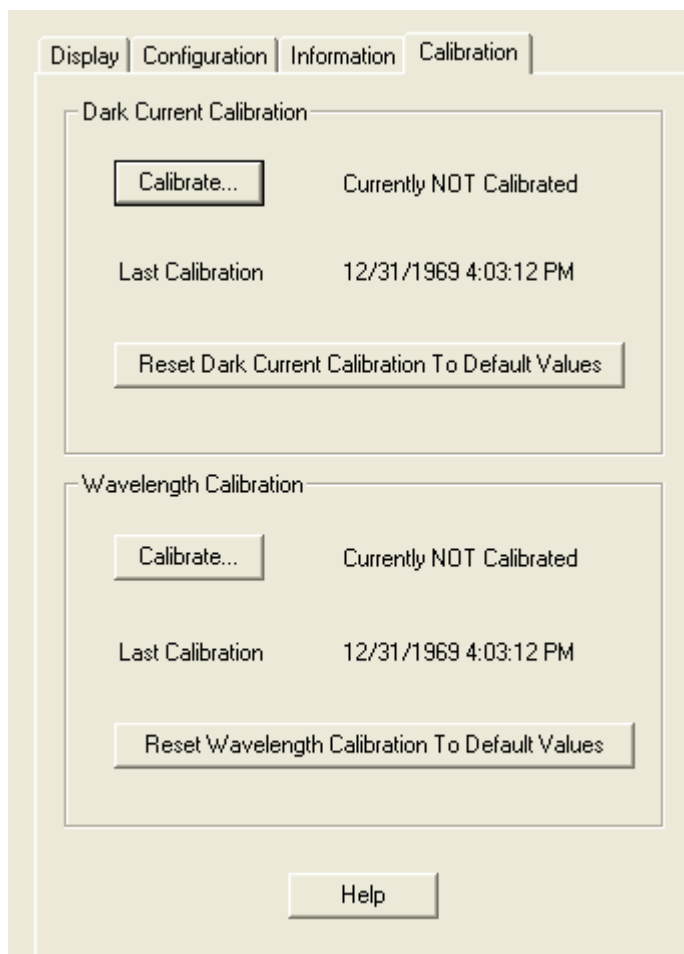 Display Configuration Information Calibration
Dark Current Calibration
Calibrate... Currently NOT Calibrated
Last Calibration 12/31/1969 4:03:12 PM
Reset Dark Current Calibration To Default Values
Wavelength Calibration
Calibrate... Currently NOT Calibrated
Last Calibration 12/31/1969 4:03:12 PM
Reset Wavelength Calibration To Default Values
Help